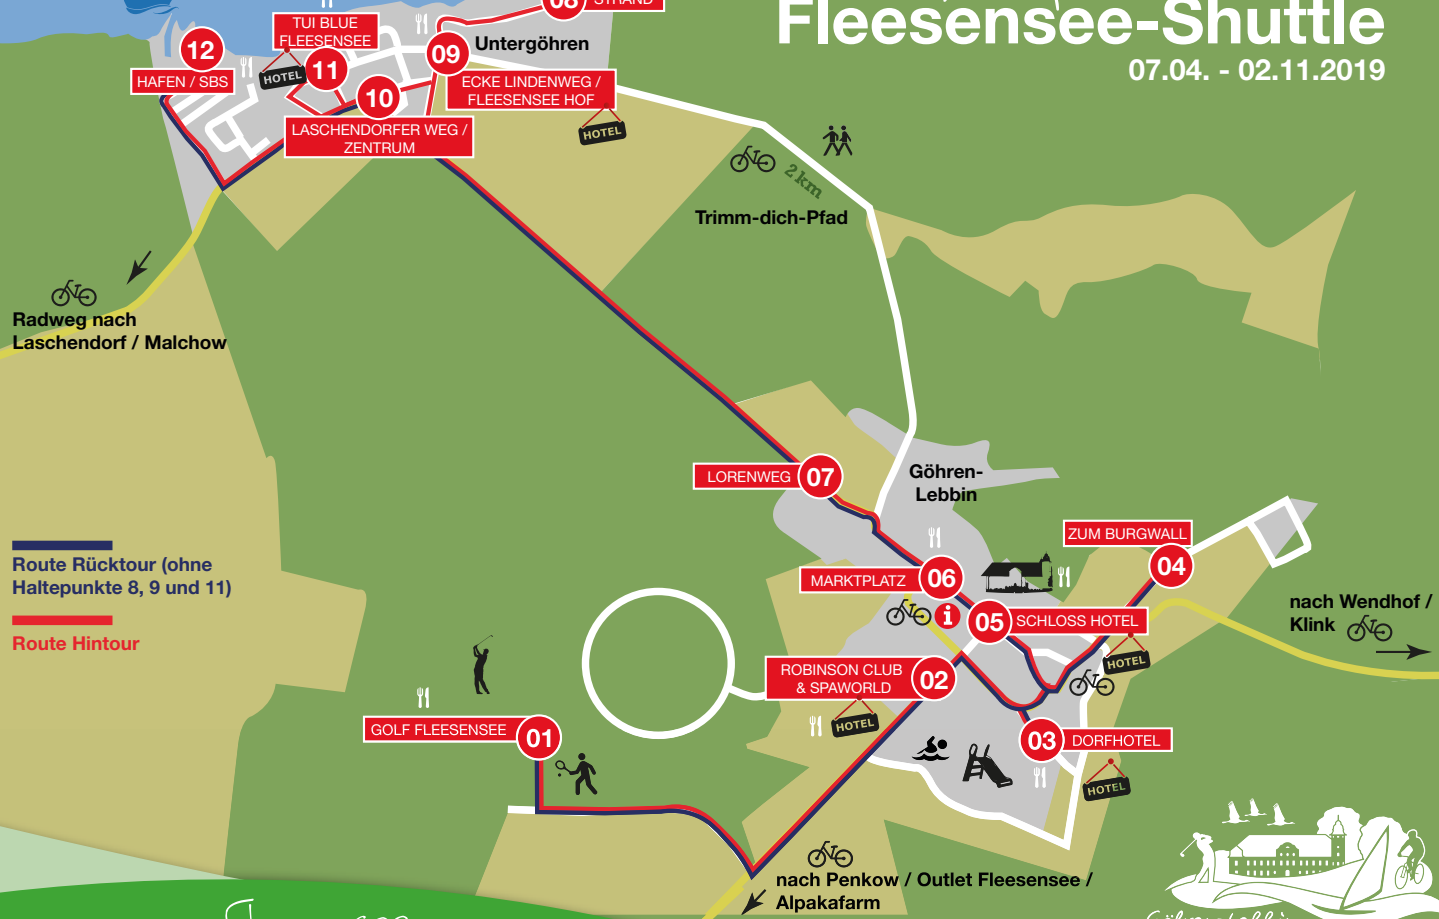 08
STRAND
Fleesensee-Shuttle
07.04. - 02.11.2019
TUI BLUE
FLEESENSEE
12
HAFEN / SBS
HOTEL
11
09
Untergöhren
10
ECKE LINDENWEG /
FLEESENSEE HOF
HOTEL
LASCHENDORFER WEG /
ZENTRUM
2 km
Trimm-dich-Pfad
Radweg nach
Laschendorf / Malchow
LORENWEG
07
Göhren-
Lebbin
ZUM BURGWALL
04
Route Rücktour (ohne
Haltepunkte 8, 9 und 11)
Route Hintour
MARKTPLATZ
06
i
05
SCHLOSS HOTEL
HOTEL
nach Wendhof /
Klink
ROBINSON CLUB
& SPAWORLD
02
HOTEL
GOLF FLEESENSEE
01
03
DORFHOTEL
HOTEL
nach Penkow / Outlet Fleesensee /
Alpakafarm